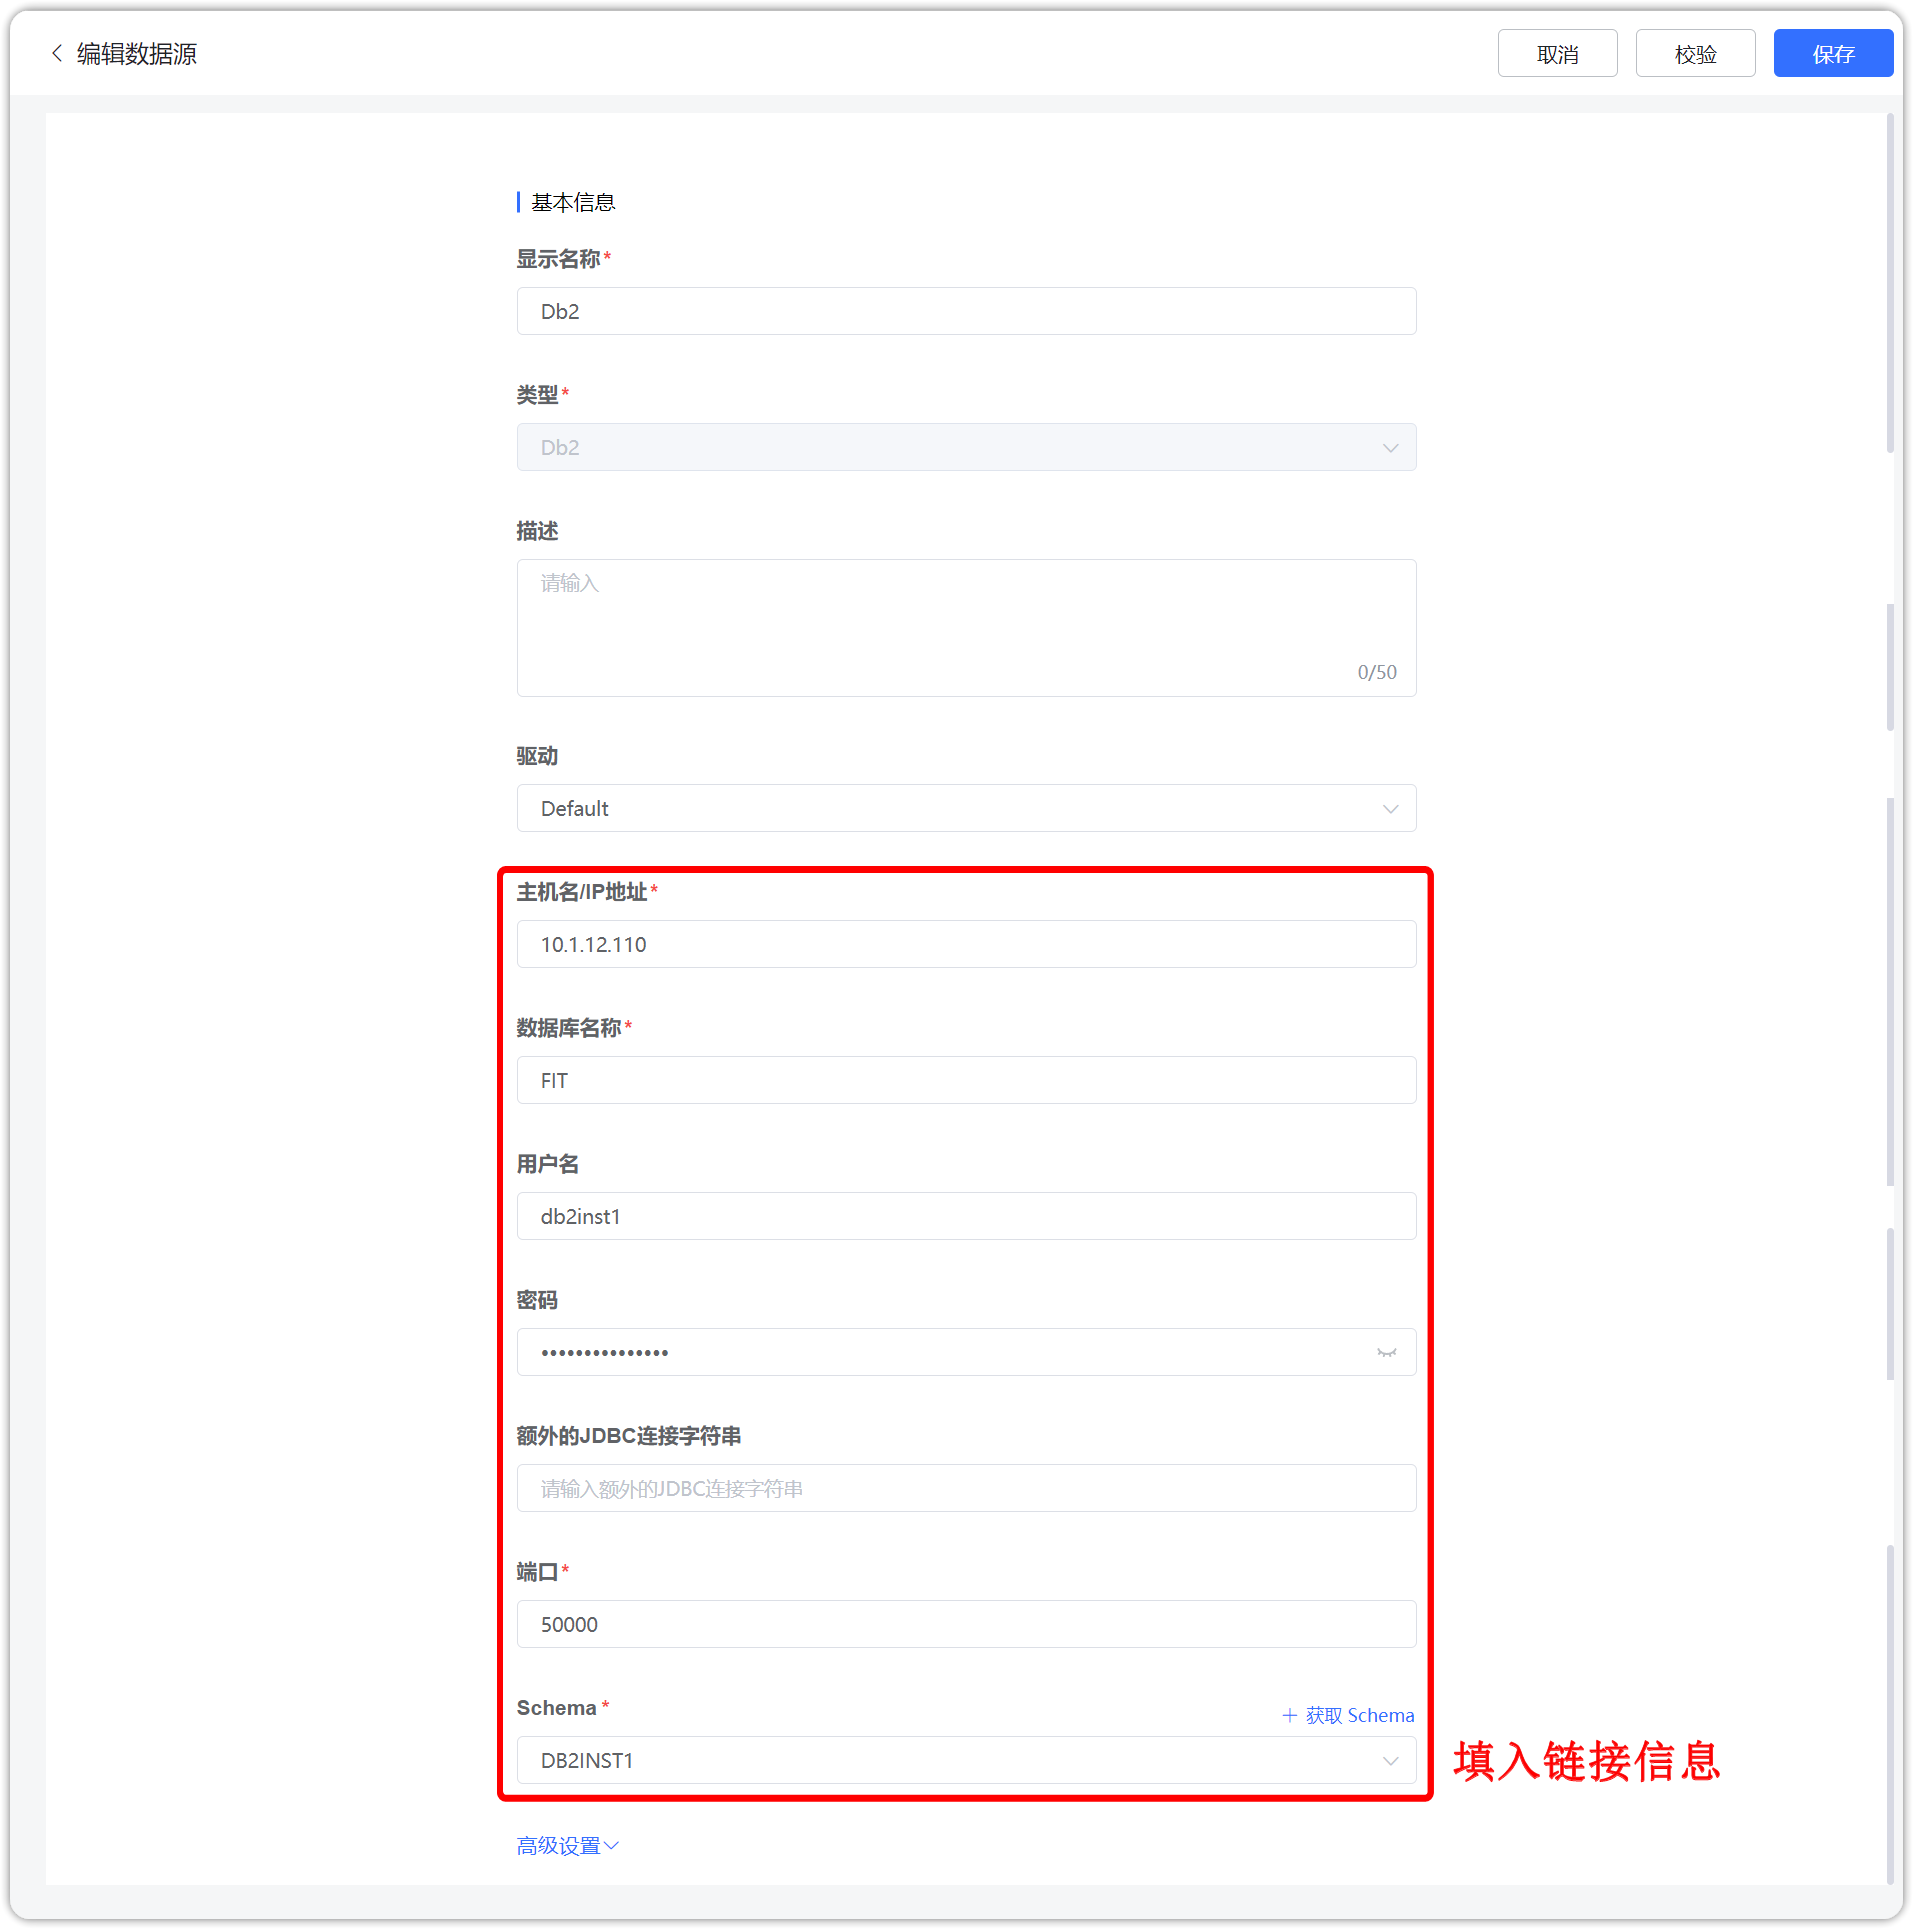 编辑数据源
取消
校验
保存
基本信息
显示名称*
Db2
类型*
Db2
描述
请输入
0/50
驱动
Default
主机名/IP地址*
10.1.12.110
数据库名称*
FIT
用户名
db2inst1
密码
•••••••••••••••
额外的JDBC连接字符串
请输入额外的JDBC连接字符串
端口*
50000
Schema *
+ 获取 Schema
DB2INST1
填入链接信息
高级设置